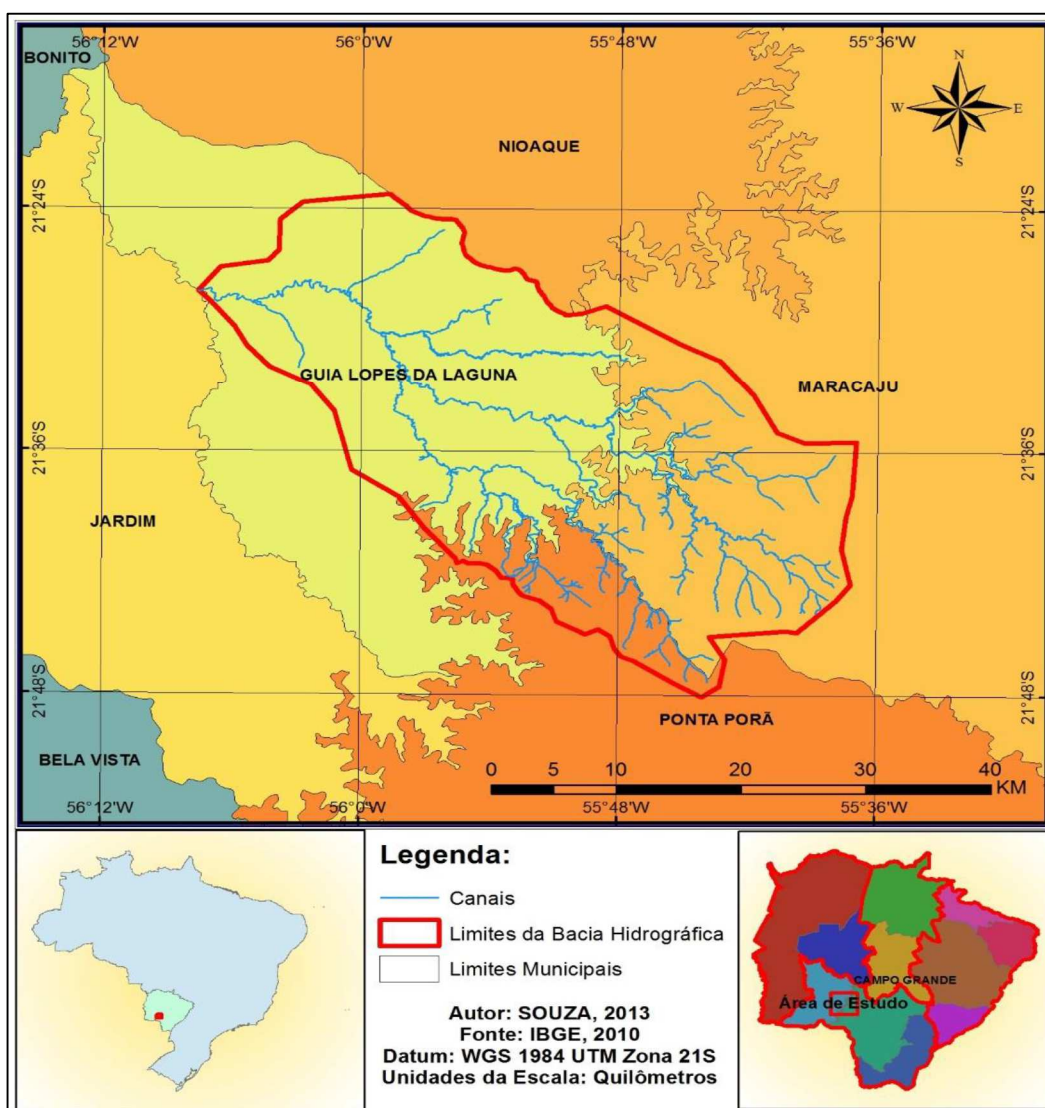 56°12'W 56°0'W 55°48'W 55°36'W
BONITO
N
W E
S
NIOAQUE
21°24'S 21°24'S
GUIA LOPES DA LAGUNA
MARACAJU
21°36'S 21°36'S
JARDIM
21°48'S 21°48'S
PONTA PORÃ
BELA VISTA
0 5 10 20 30 40
KM
56°12'W 56°0'W 55°48'W 55°36'W
Legenda:
Canais
Limites da Bacia Hidrográfica
Limites Municipais
Autor: SOUZA, 2013
Fonte: IBGE, 2010
Datum: WGS 1984 UTM Zona 21S
Unidades da Escala: Quilômetros
CAMPO GRANDE
Área de Estudo